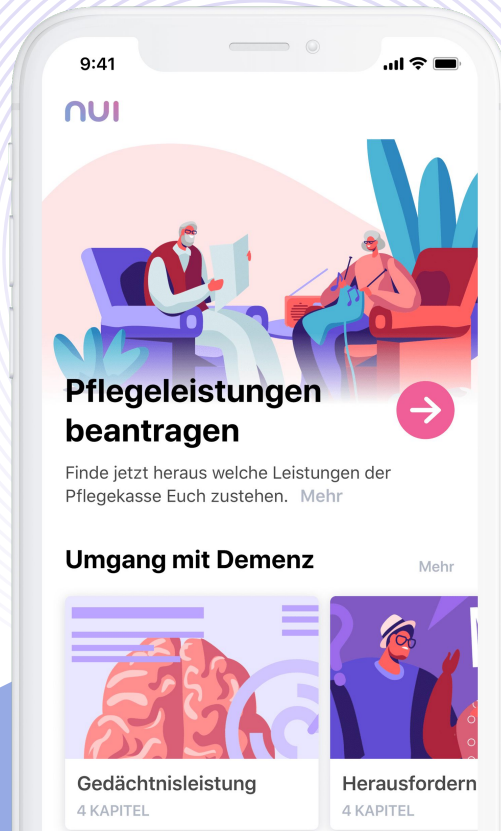 9:41
nui
Pflegeleistungen
beantragen
Finde jetzt heraus welche Leistungen der
Pflegekasse Euch zustehen. Mehr
Umgang mit Demenz
Mehr
Gedächtnisleistung
4 KAPITEL
Herausfordern
4 KAPITEL